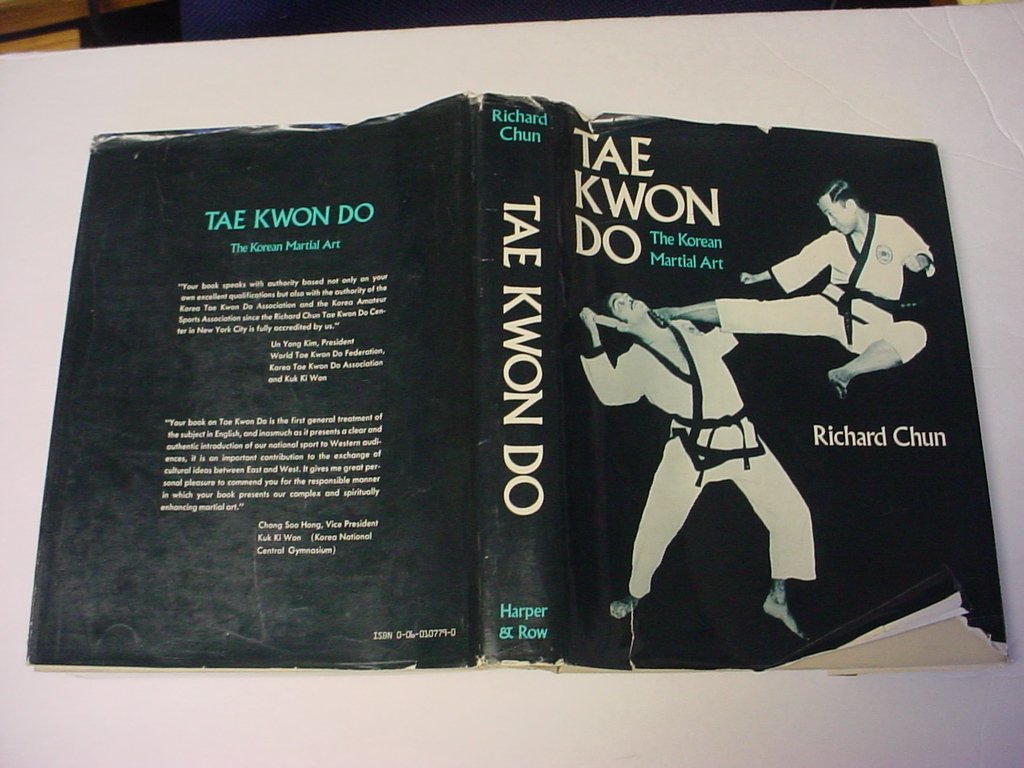 TAE KWON DO
The Korean Martial Art
"Your book speaks with authority based not only on your
own excellent qualifications but also with the authority of the
Korea Tae Kwon Do Association and the Korea Amateur
Sports Association since the Richard Chun Tae Kwon Do Cen-
ter in New York City is fully accredited by us."
Un Yong Kim, President
World Tae Kwon Do Federation,
Korea Tae Kwon Do Association
and Kuk Ki Won
"Your book on Tae Kwon Do is the first general treatment of
the subject in English, and inasmuch as it presents a clear and
authentic introduction of our national sport to Western audi-
ences, it is an important contribution to the exchange of
cultural ideas between East and West. It gives me great per-
sonal pleasure to commend you for the responsible manner
in which your book presents our complex and spiritually
enhancing martial art."
Chong Soo Hong, Vice President
Kuk Ki Won (Korea National
Central Gymnasium)
ISBN 0-06-010779-0
Richard
Chun
TAE KWON DO
Harper
& Row
TAE
KWON
DO
The Korean
Martial Art
Richard Chun